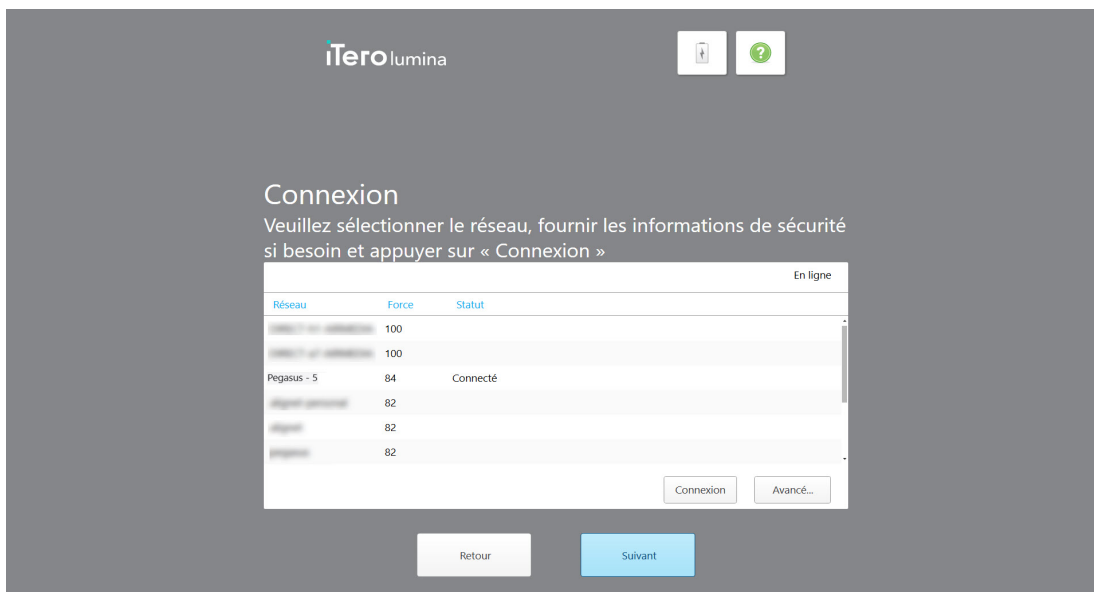 iTero lumina
?
Connexion
Veuillez sélectionner le réseau, fournir les informations de sécurité
si besoin et appuyer sur « Connexion »
En ligne
Réseau Force Statut
100
100
Pegasus - 5 84 Connecté
82
82
82
Connexion Avancé...
Retour Suivant